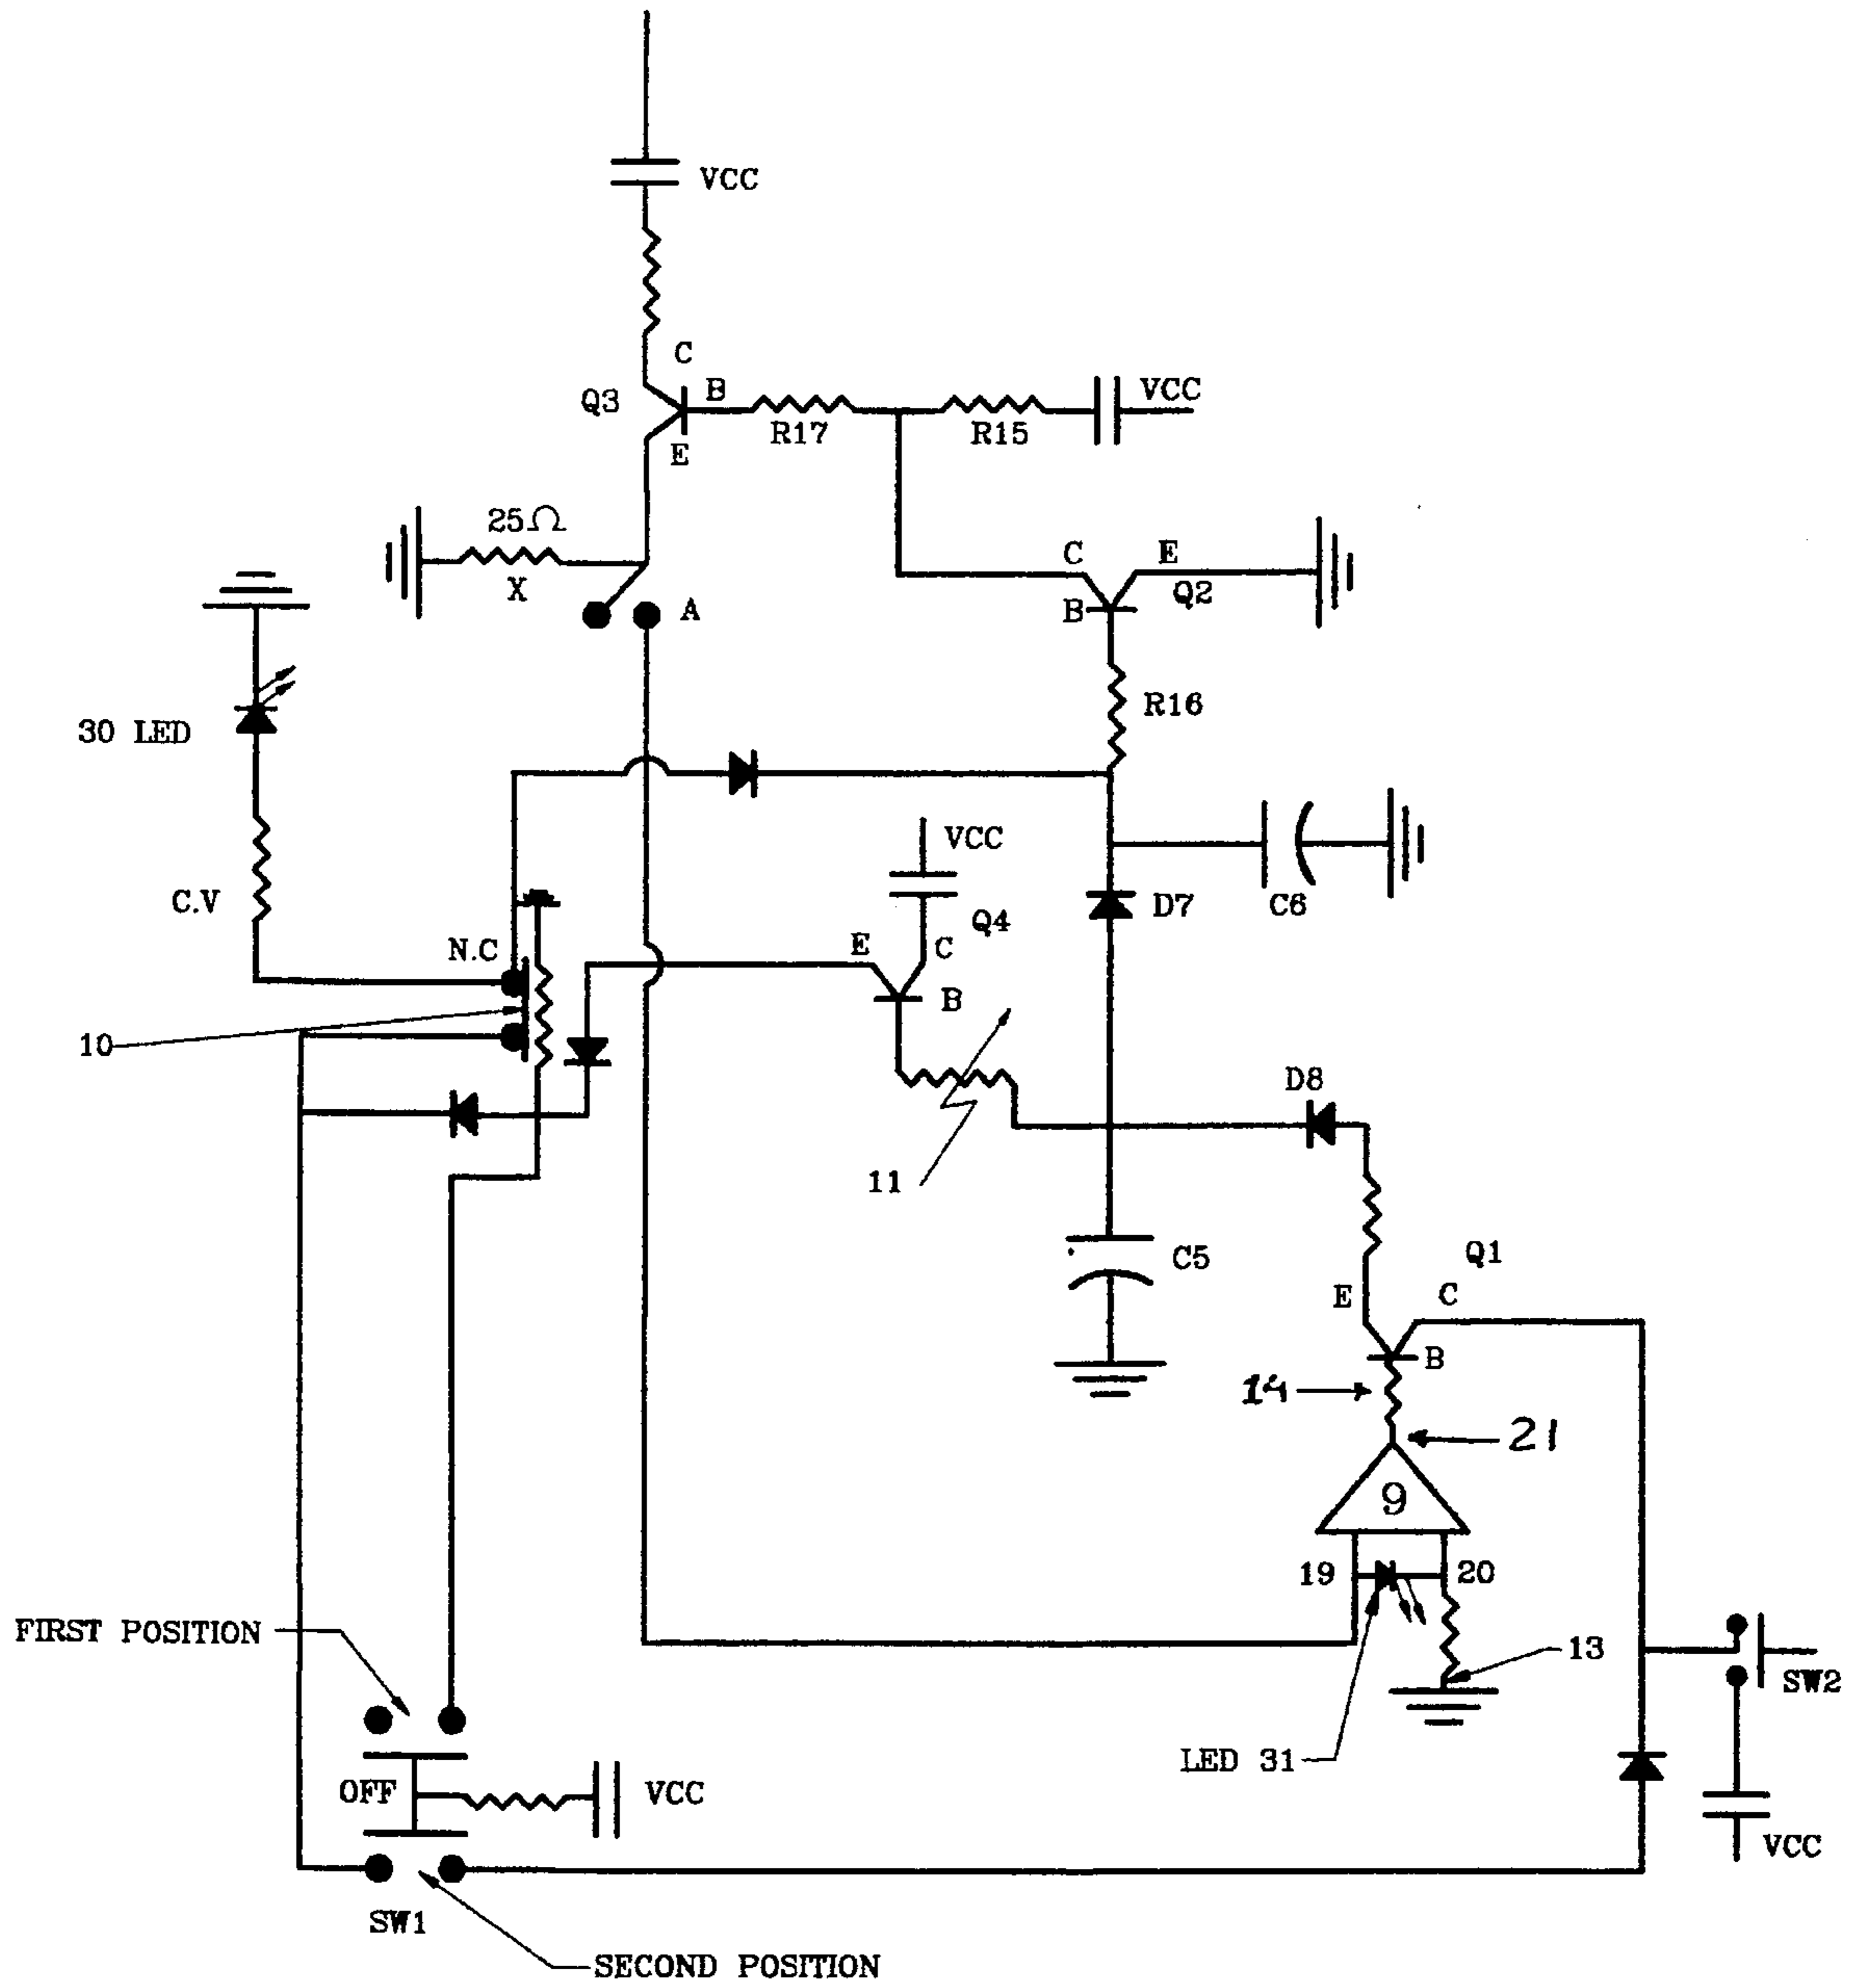 VCC
C
B
Q3
VCC
R17
R15
E
25Ω
X
C
E
Q2
B
A
R16
30 LED
VCC
C.V
D7
C6
Q4
N.C
E
C
B
10
D8
11
C5
Q1
E
C
B
14
21
9
19
20
FIRST POSITION
13
SW2
LED 31
OFF
VCC
VCC
SW1
SECOND POSITION